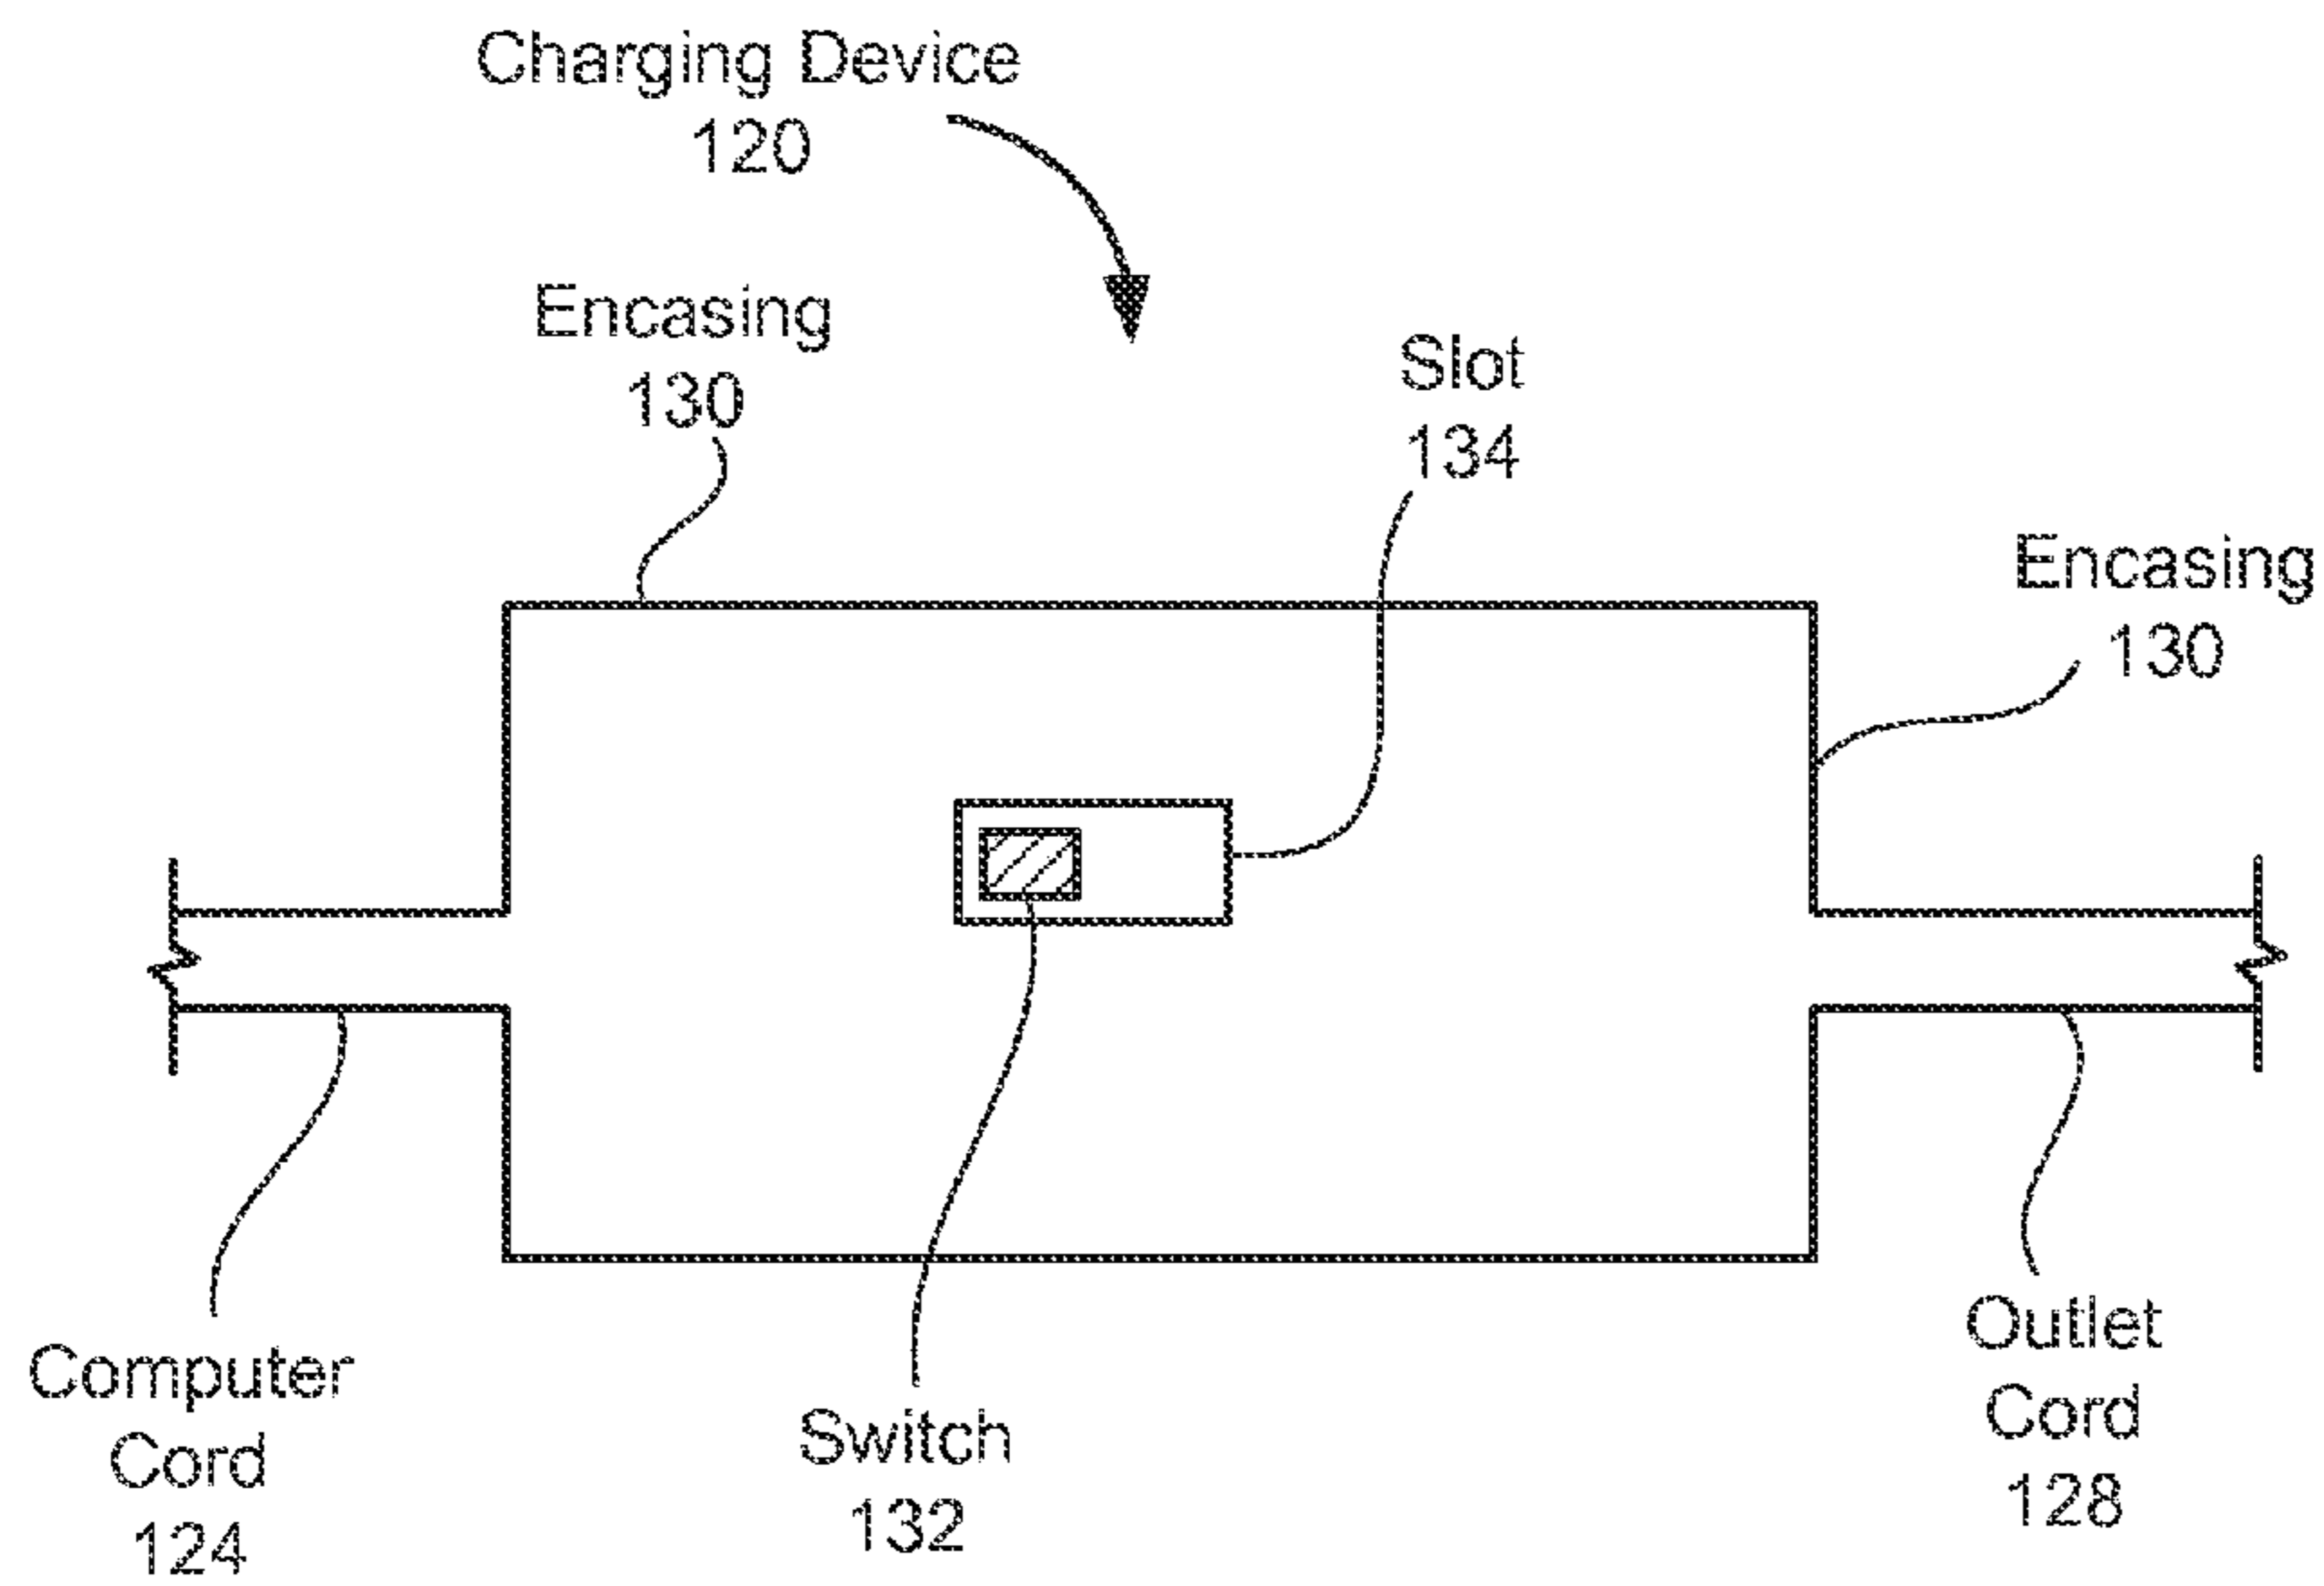 Charging Device
120
Encasing
130
Slot
134
Encasing
130
Computer
Cord
124
Switch
132
Outlet
Cord
128